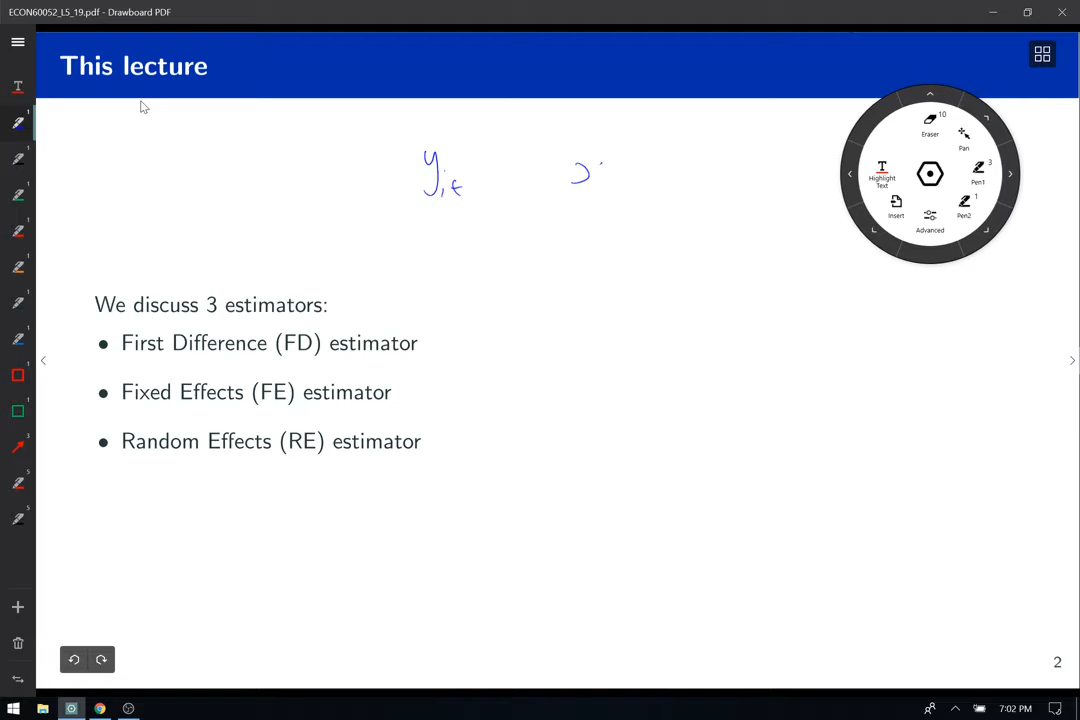 ECON60052_L5_19.pdf - Drawboard PDF
This lecture
y_it
Eraser 10
Pan
Highlight Text
Pen1 3
Insert
Pen2 1
Advanced
We discuss 3 estimators:
• First Difference (FD) estimator
• Fixed Effects (FE) estimator
• Random Effects (RE) estimator
2
7:02 PM